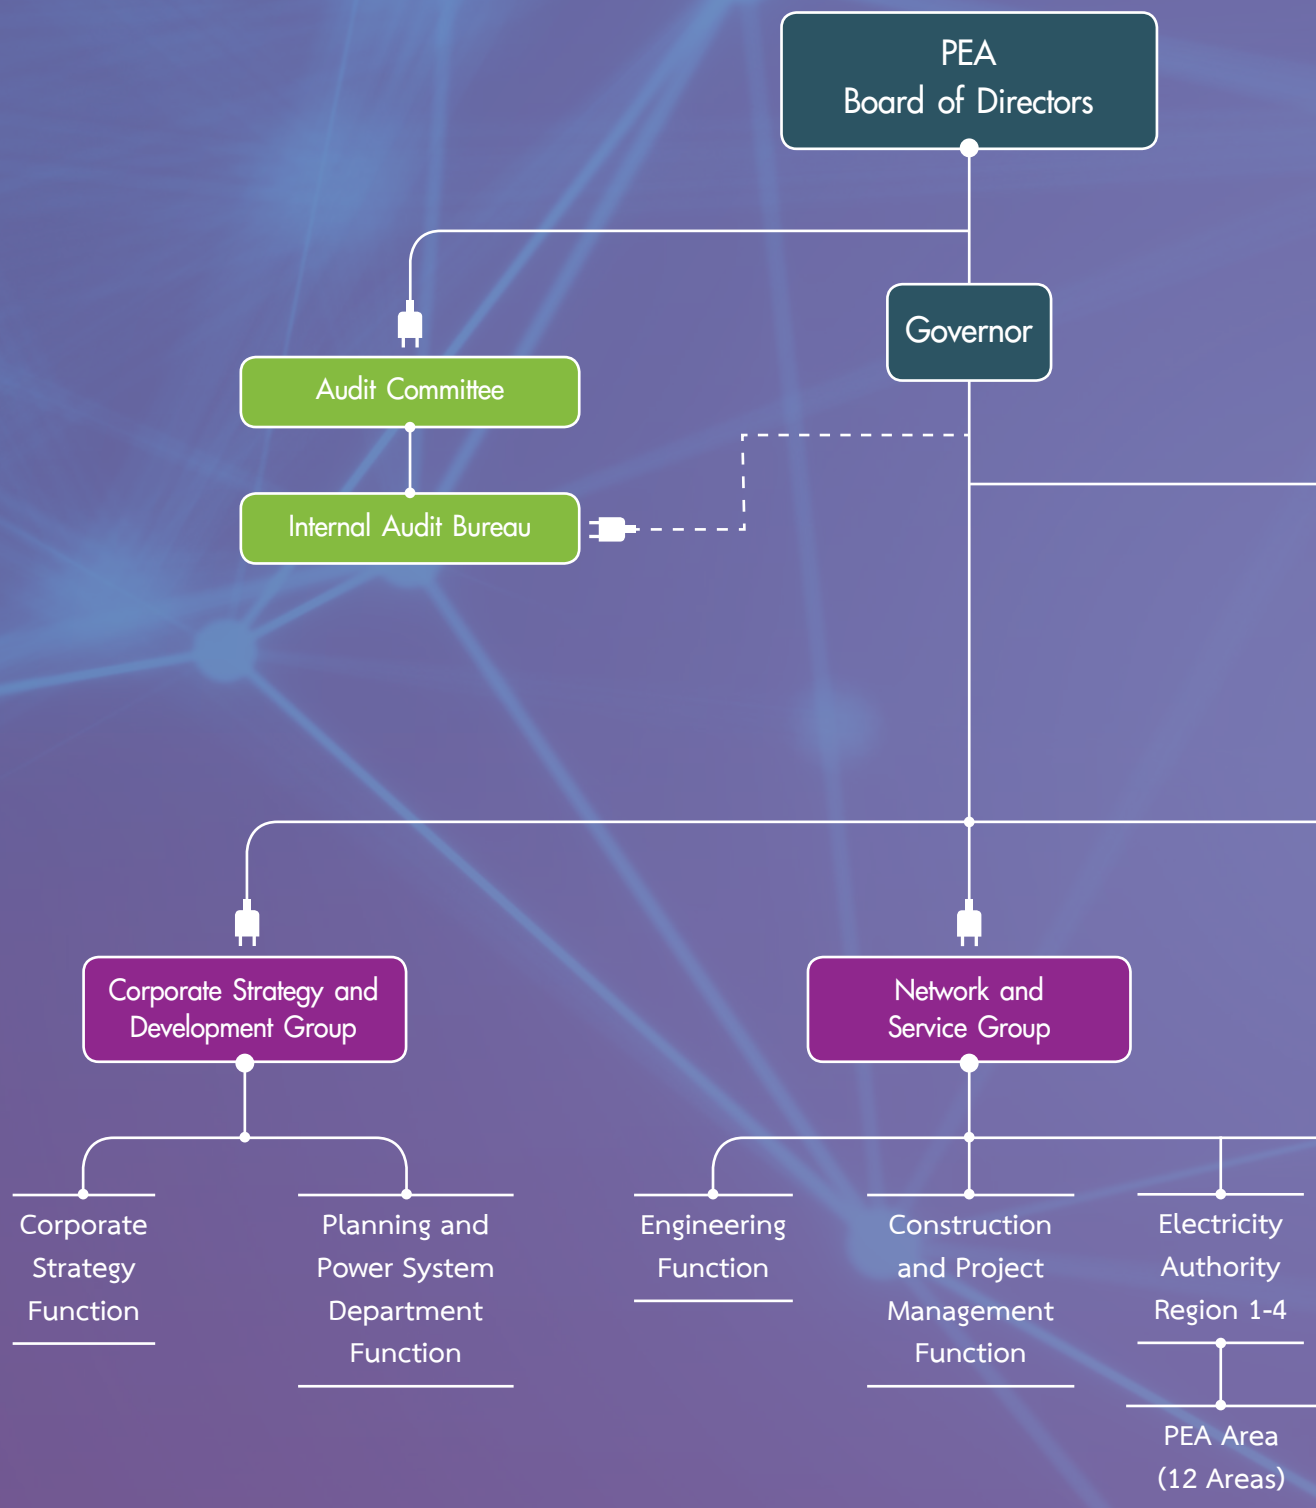 PEA
Board of Directors
Governor
Audit Committee
Internal Audit Bureau
Corporate Strategy and
Development Group
Network and
Service Group
Corporate
Strategy
Function
Planning and
Power System
Department
Function
Engineering
Function
Construction
and Project
Management
Function
Electricity
Authority
Region 1-4
PEA Area
(12 Areas)